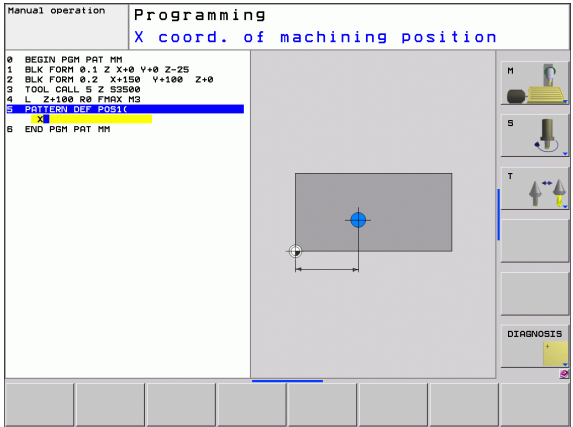 Manual operation
Programming
X coord. of machining position
0 BEGIN PGM PAT MM
1 BLK FORM 0.1 Z X+0 Y+0 Z-25
2 BLK FORM 0.2 X+150 Y+100 Z+0
3 TOOL CALL 5 Z S3500
4 L Z+100 R0 FMAX M3
5 PATTERN DEF POS1(
X
6 END PGM PAT MM
M
S
T
DIAGNOSIS